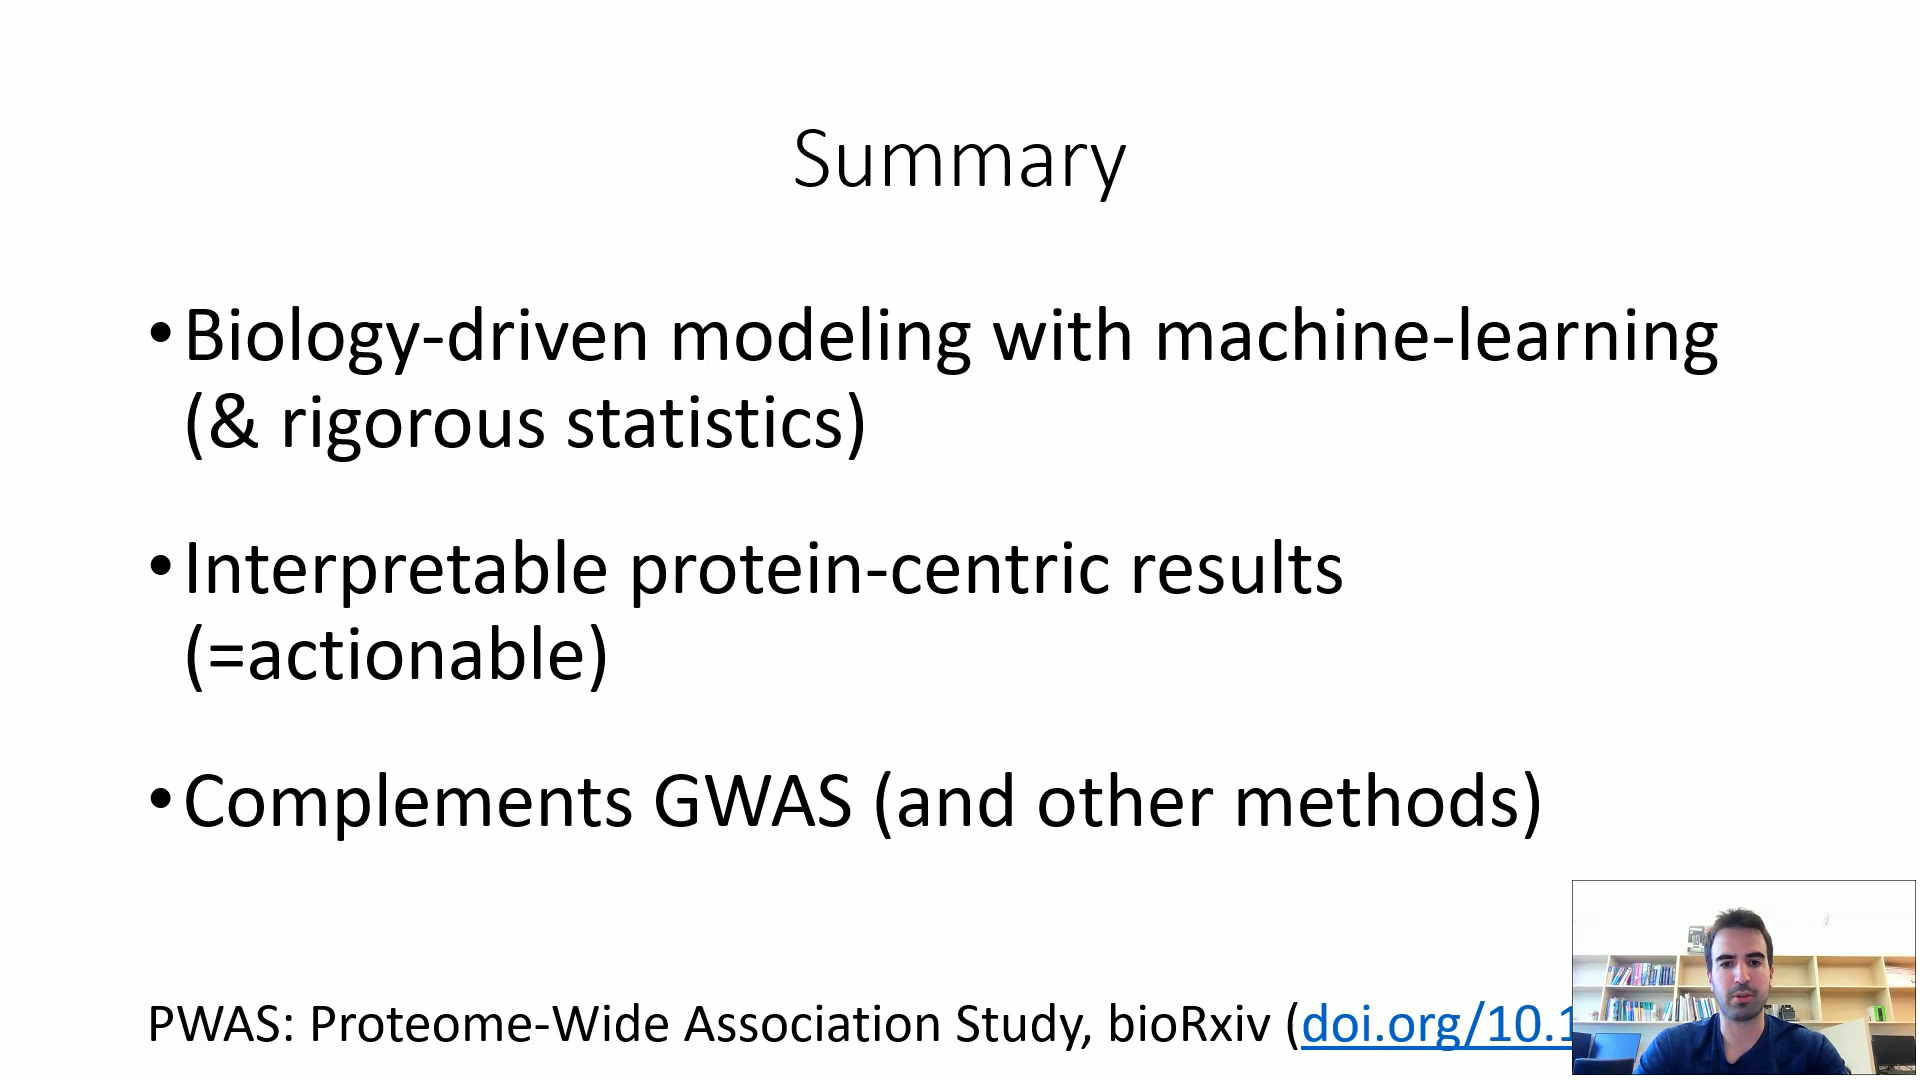 Summary
•Biology-driven modeling with machine-learning
(& rigorous statistics)
•Interpretable protein-centric results
(=actionable)
•Complements GWAS (and other methods)
PWAS: Proteome-Wide Association Study, bioRxiv (doi.org/10.1